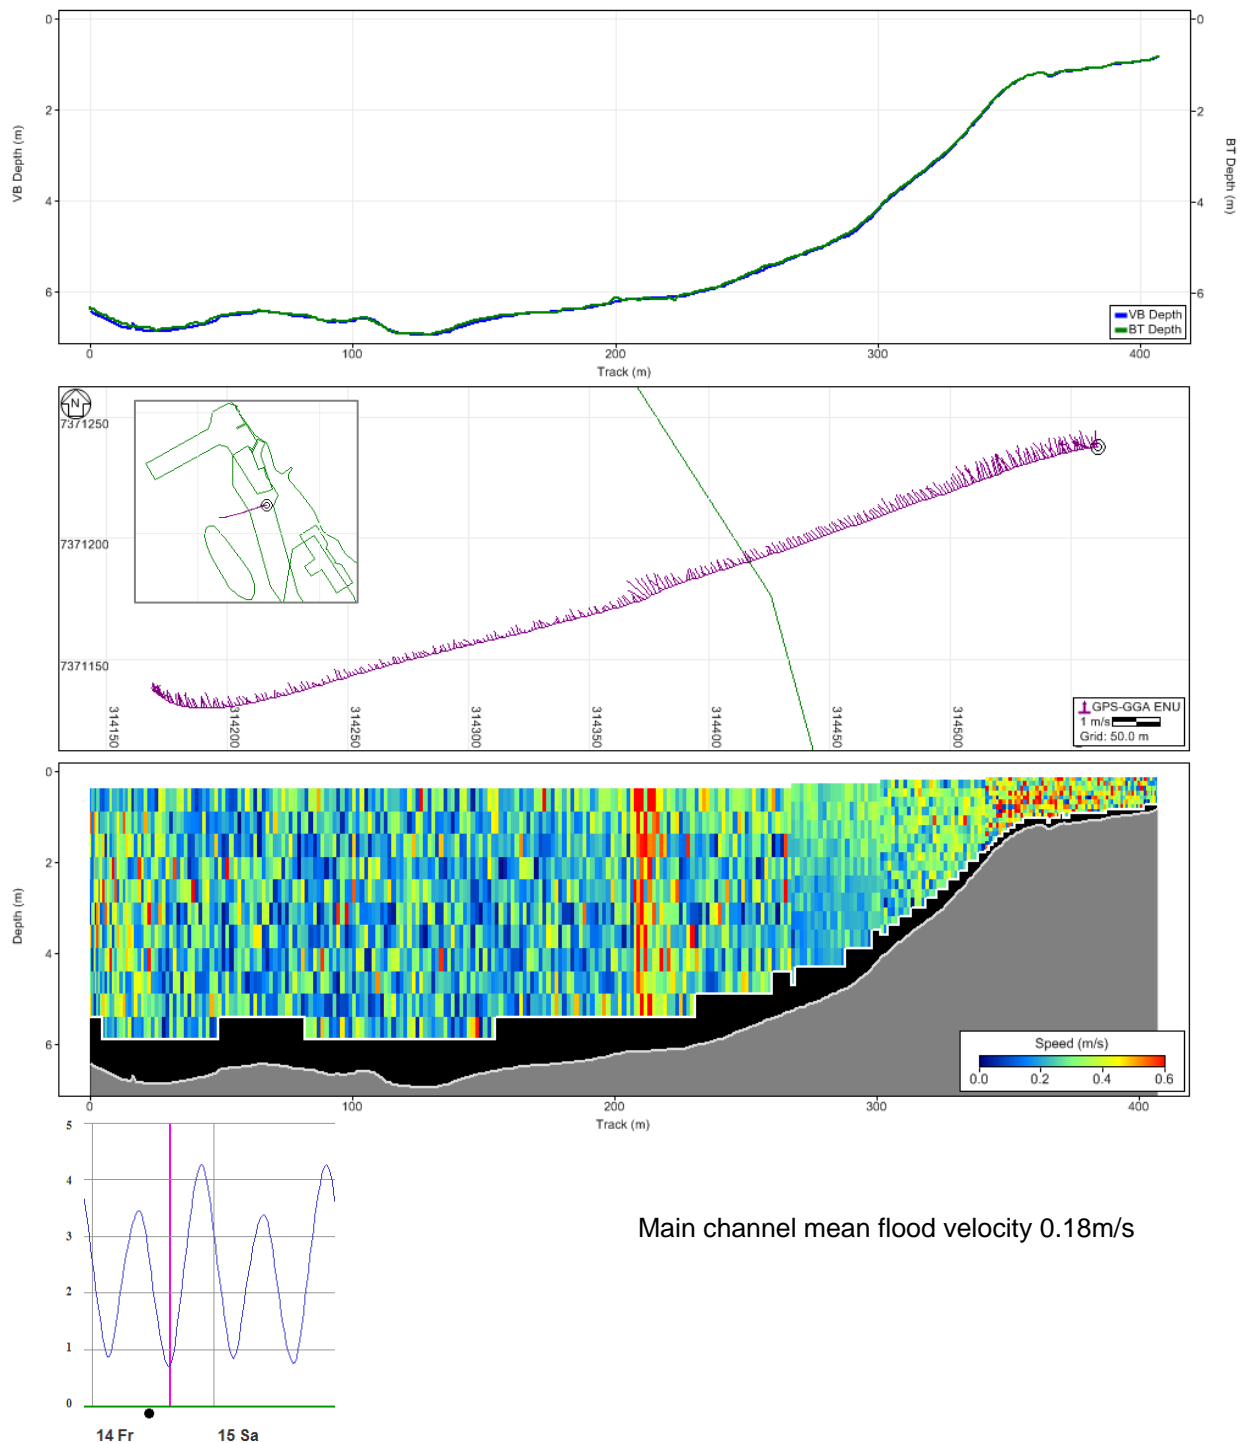 0
2
4
6
VB Depth (m)
0
2
4
6
BT Depth (m)
VB Depth
BT Depth
0 100 200 300 400
Track (m)
N
7371250
7371200
7371150
314150 314200 314250 314300 314350 314400 314450 314500
GPS-GGA ENU
1 m/s
Grid: 50.0 m
0
2
4
6
Depth (m)
Speed (m/s)
0.0 0.2 0.4 0.6
0 100 200 300 400
Track (m)
5
4
3
2
1
0
14 Fr 15 Sa
Main channel mean flood velocity 0.18m/s